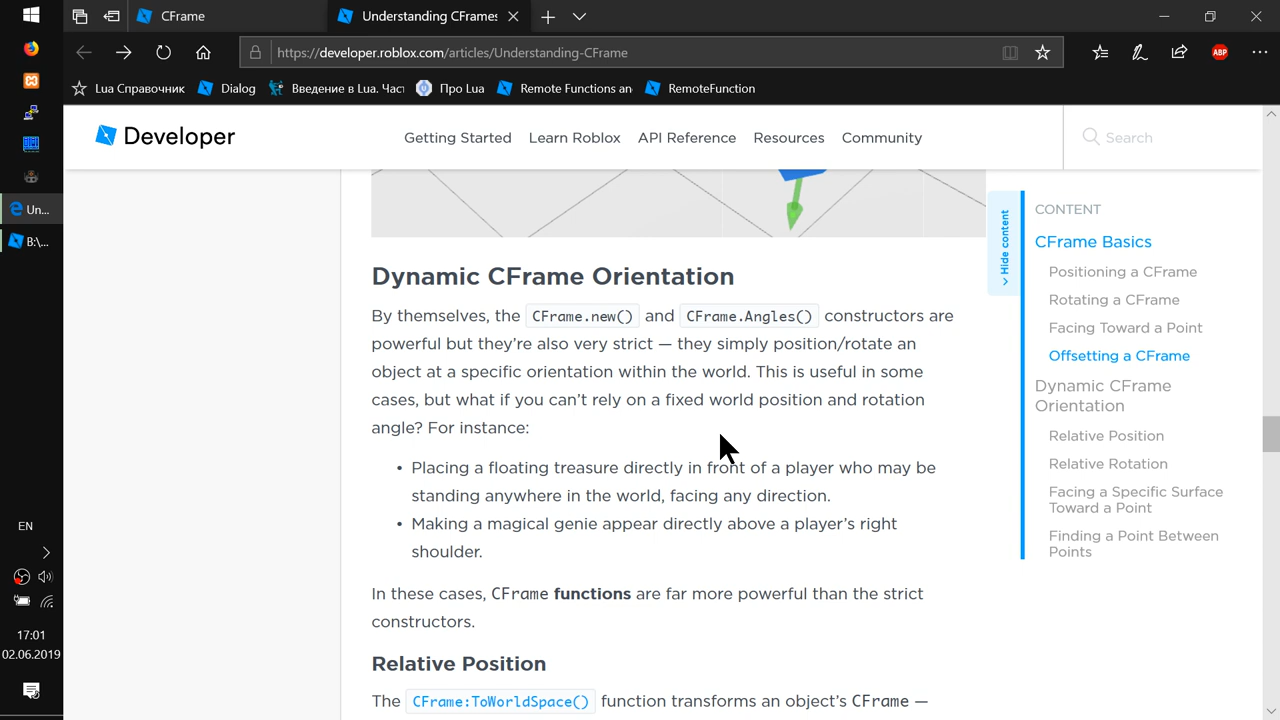 CFrame
Understanding CFrames
https://developer.roblox.com/articles/Understanding-CFrame
ABP
Lua Справочник
Dialog
Введение в Lua. Част
Про Lua
Remote Functions an
RemoteFunction
Developer
Getting Started
Learn Roblox
API Reference
Resources
Community
Search
Dynamic CFrame Orientation
By themselves, the CFrame.new() and CFrame.Angles() constructors are
powerful but they’re also very strict — they simply position/rotate an
object at a specific orientation within the world. This is useful in some
cases, but what if you can’t rely on a fixed world position and rotation
angle? For instance:
• Placing a floating treasure directly in front of a player who may be
standing anywhere in the world, facing any direction.
• Making a magical genie appear directly above a player’s right
shoulder.
In these cases, CFrame functions are far more powerful than the strict
constructors.
Relative Position
The CFrame:ToWorldSpace() function transforms an object’s CFrame —
Hide content
CONTENT
CFrame Basics
Positioning a CFrame
Rotating a CFrame
Facing Toward a Point
Offsetting a CFrame
Dynamic CFrame
Orientation
Relative Position
Relative Rotation
Facing a Specific Surface
Toward a Point
Finding a Point Between
Points
Un...
B:\...
EN
17:01
02.06.2019